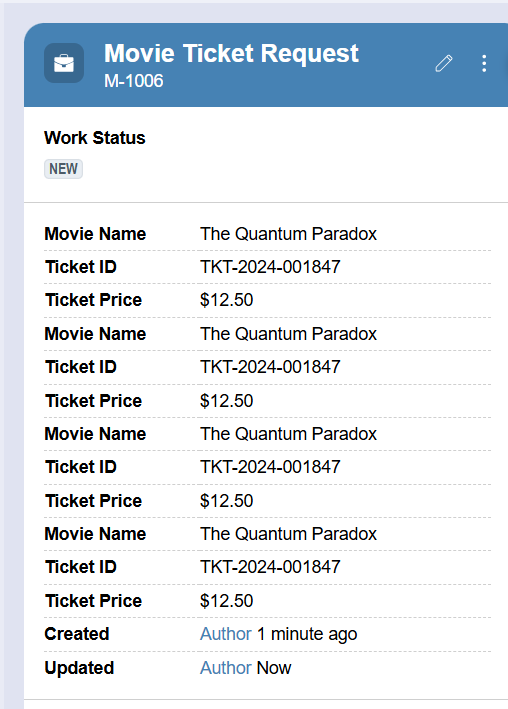 Movie Ticket Request
M-1006
Work Status
NEW
Movie Name The Quantum Paradox
Ticket ID TKT-2024-001847
Ticket Price $12.50
Movie Name The Quantum Paradox
Ticket ID TKT-2024-001847
Ticket Price $12.50
Movie Name The Quantum Paradox
Ticket ID TKT-2024-001847
Ticket Price $12.50
Movie Name The Quantum Paradox
Ticket ID TKT-2024-001847
Ticket Price $12.50
Created Author 1 minute ago
Updated Author Now